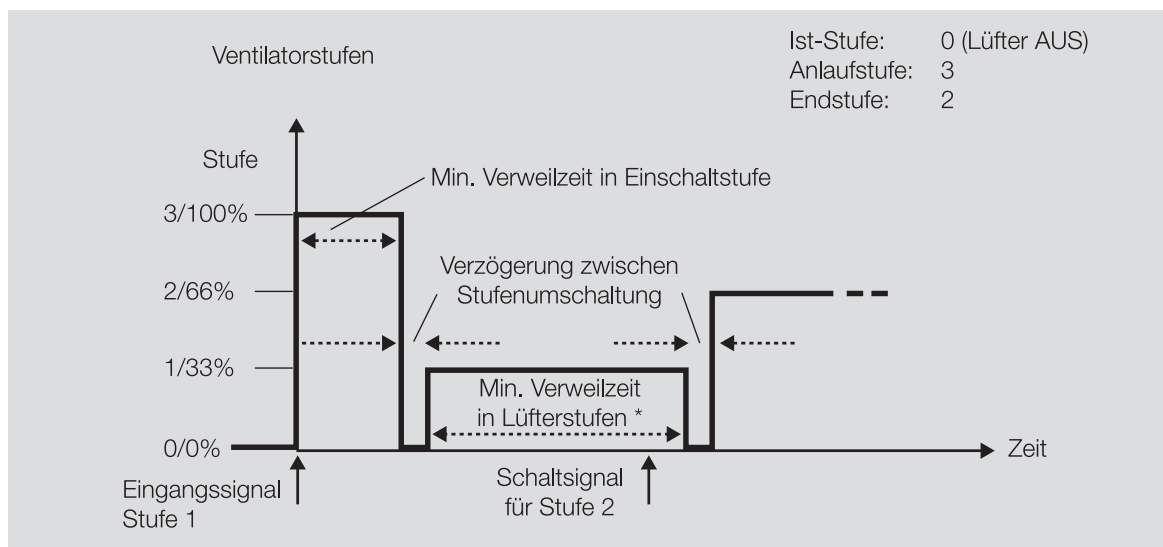 Ventilatorstufen
Ist-Stufe: 0 (Lüfter AUS)
Anlaufstufe: 3
Endstufe: 2
Stufe
Min. Verweilzeit in Einschaltstufe
3/100%
Verzögerung zwischen
Stufenumschaltung
2/66%
1/33%
Min. Verweilzeit
in Lüfterstufen *
0/0%
Zeit
Eingangssignal
Stufe 1
Schaltsignal
für Stufe 2